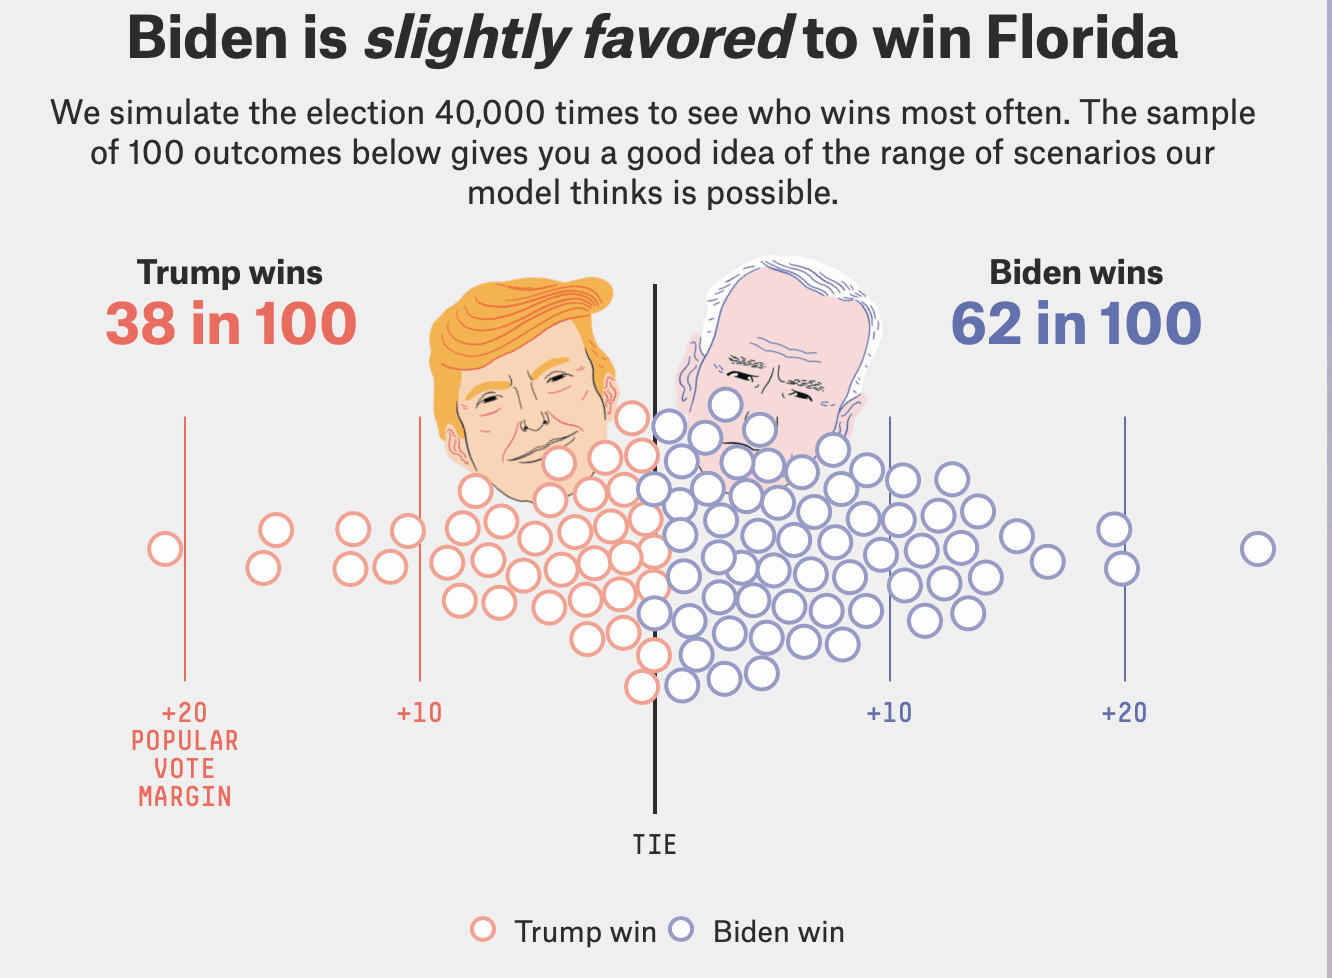 Biden is slightly favored to win Florida
We simulate the election 40,000 times to see who wins most often. The sample
of 100 outcomes below gives you a good idea of the range of scenarios our
model thinks is possible.
Trump wins
38 in 100
Biden wins
62 in 100
+20
POPULAR
VOTE
MARGIN
+10
TIE
+10
+20
Trump win
Biden win